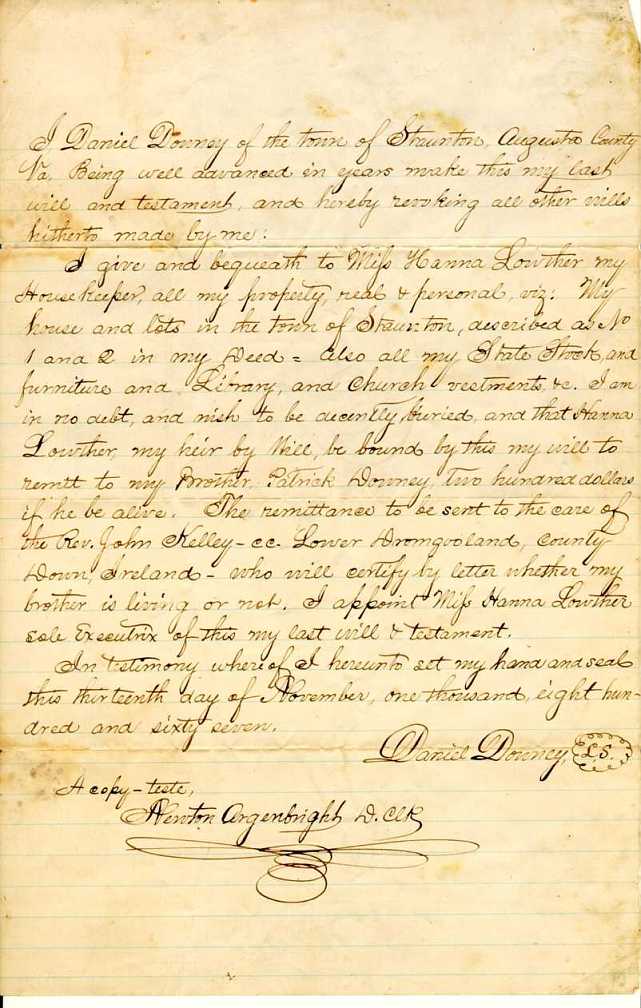 I Daniel Downey of the town of Staunton, Augusta County
Va, Being well advanced in years make this my last
will and testament, and hereby revoking all other wills
hitherto made by me:
I give and bequeath to Miss Hanna Lowther my
Housekeeper, all my property, real & personal, viz: My
house and lots in the town of Staunton, described as No
1 and 2 in my Deed = also all my State Stock, and
furniture and Library, and Church vestments, &c. I am
in no debt, and wish to be decently buried, and that Hanna
Lowther, my heir by Will, be bound by this my will to
remitt to my Brother, Patrick Downey, two hundred dollars
if he be alive. The remittance to be sent to the care of
the Rev. John Kelley - cc. Lower Dromgooland, County
Down, Ireland - who will certify by letter whether my
brother is living or not. I appoint Miss Hanna Lowther
sole Executrix of this my last will & testament.
In testimony whereof I hereunto set my hand and seal
this thirteenth day of November, one thousand, eight hun-
dred and sixty seven.
Daniel Downey, L.S.
A copy - teste,
Newton Argenbright D. Clk